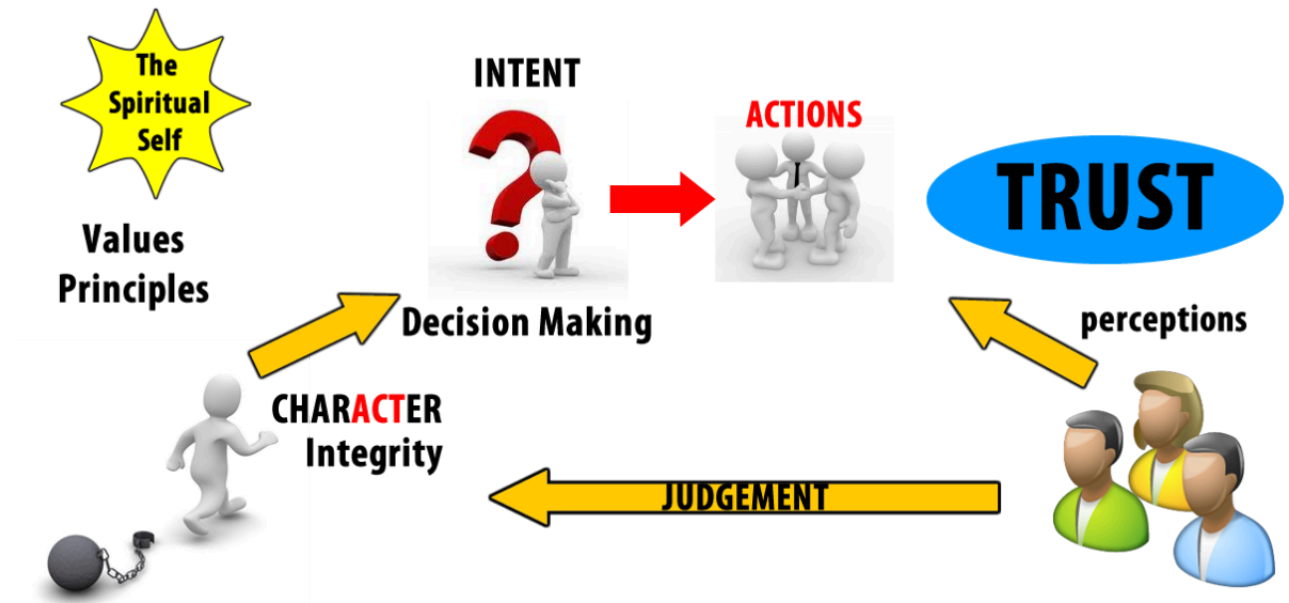 The
Spiritual
Self
Values
Principles
INTENT
Decision Making
ACTIONS
TRUST
perceptions
CHARACTER
Integrity
JUDGEMENT